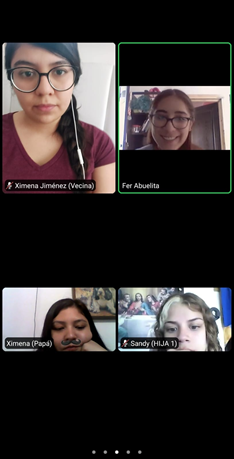 Ximena Jiménez (Vecina)
Fer Abuelita
Ximena (Papá)
Sandy (HIJA 1)